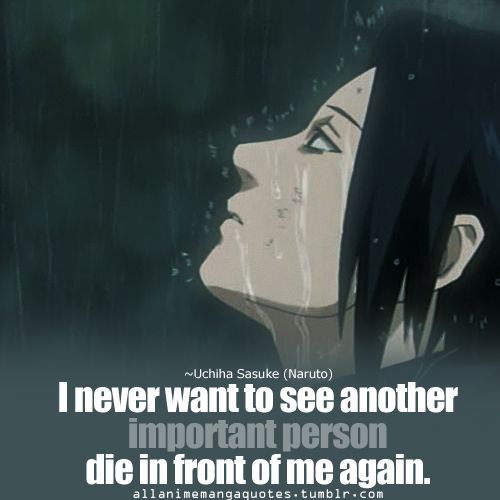 ~Uchiha Sasuke (Naruto)
I never want to see another
important person
die in front of me again.
allanimemangaquotes.tumblr.com